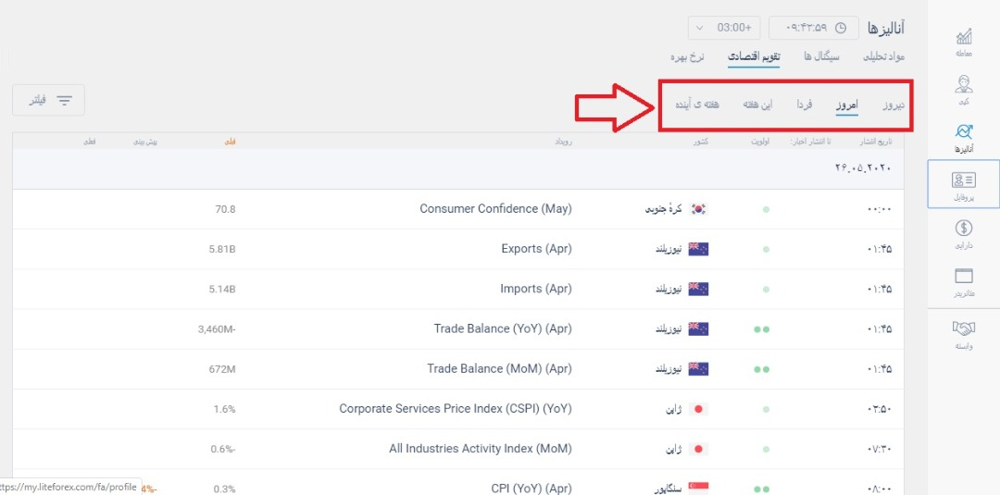 آنالیزها ۰۹:۴۳:۵۹ +03:00
مواد تحلیلی سیگنال ها تقویم اقتصادی نرخ بهره
دیروز امروز فردا این هفته هفته ی آینده
فیلتر
تاریخ انتشار تا انتشار اخبار: اولویت کشور رویداد قبلی پیش بینی فعلی
۲۶.۰۵.۲۰۲۰
۰۰:۰۰ کرهٔ جنوبی Consumer Confidence (May) 70.8
۰۱:۴۵ نیوزیلند Exports (Apr) 5.81B
۰۱:۴۵ نیوزیلند Imports (Apr) 5.14B
۰۱:۴۵ نیوزیلند Trade Balance (YoY) (Apr) 3,460M-
۰۱:۴۵ نیوزیلند Trade Balance (MoM) (Apr) 672M
۰۳:۵۰ ژاپن Corporate Services Price Index (CSPI) (YoY) 1.6%
۰۷:۳۰ ژاپن All Industries Activity Index (MoM) 0.6%-
۰۸:۰۰ سنگاپور CPI (YoY) (Apr) 0.3% 4%-
معامله
کپی
آنالیزها
پروفایل
دارایی
متاتریدر
وابسته
ttps://my.liteforex.com/fa/profile